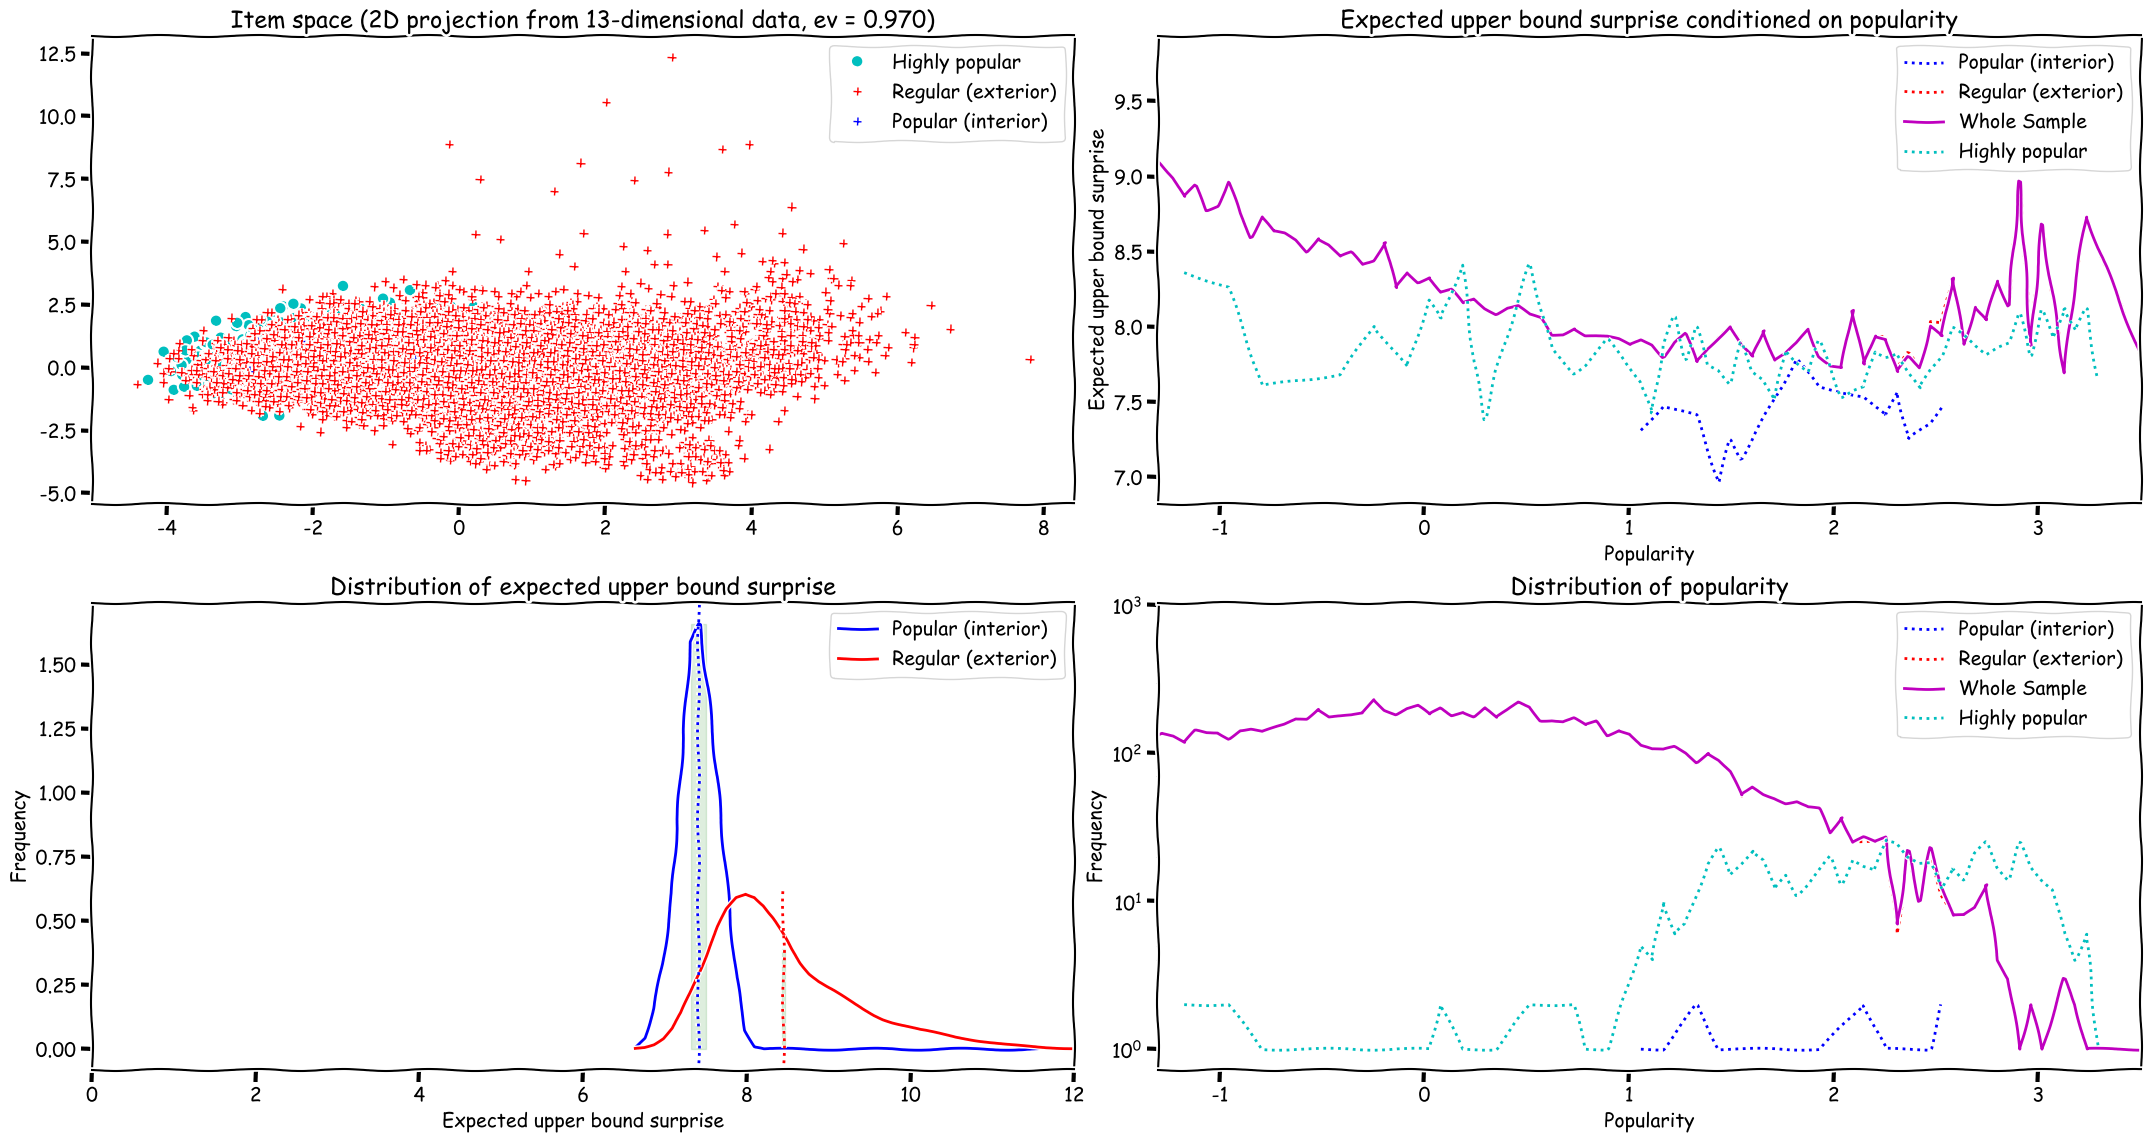 Item space (2D projection from 13-dimensional data, ev = 0.970)
12.5
10.0
7.5
5.0
2.5
0.0
-2.5
-5.0
-4
-2
0
2
4
6
8
Highly popular
Regular (exterior)
Popular (interior)
Expected upper bound surprise conditioned on popularity
Expected upper bound surprise
9.5
9.0
8.5
8.0
7.5
7.0
-1
0
1
2
3
Popularity
Popular (interior)
Regular (exterior)
Whole Sample
Highly popular
Distribution of expected upper bound surprise
Frequency
1.50
1.25
1.00
0.75
0.50
0.25
0.00
0
2
4
6
8
10
12
Expected upper bound surprise
Popular (interior)
Regular (exterior)
Distribution of popularity
Frequency
10³
10²
10¹
10⁰
-1
0
1
2
3
Popularity
Popular (interior)
Regular (exterior)
Whole Sample
Highly popular